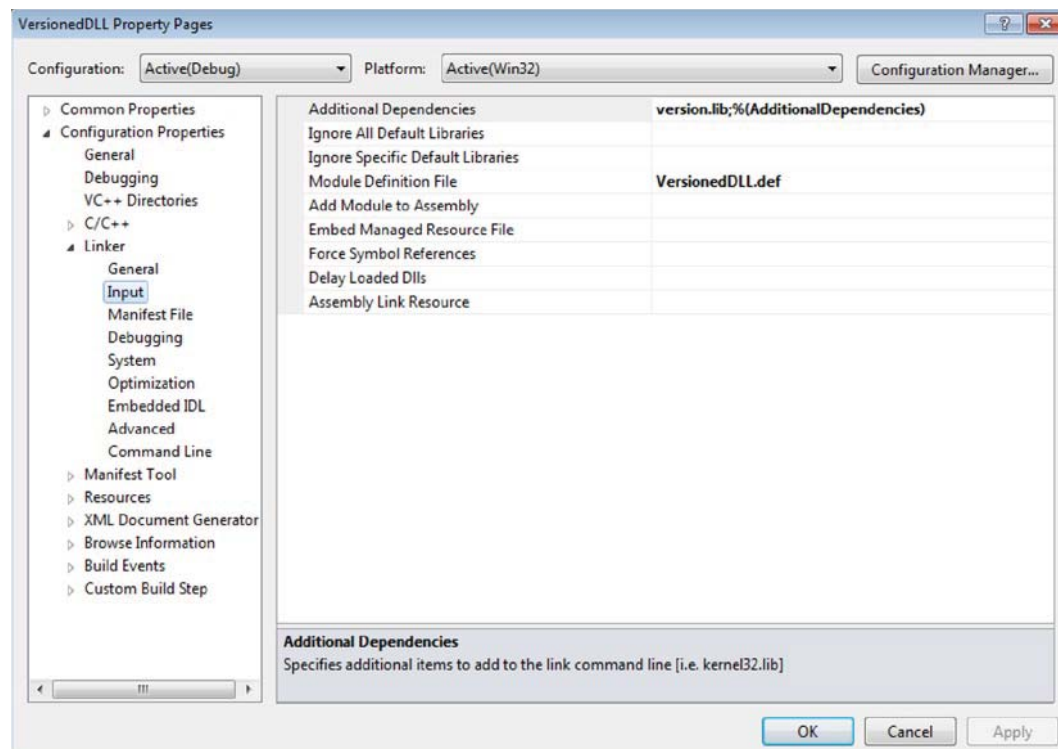 VersionedDLL Property Pages
Configuration: Active(Debug) Platform: Active(Win32) Configuration Manager...
Common Properties
Configuration Properties
General
Debugging
VC++ Directories
C/C++
Linker
General
Input
Manifest File
Debugging
System
Optimization
Embedded IDL
Advanced
Command Line
Manifest Tool
Resources
XML Document Generator
Browse Information
Build Events
Custom Build Step
Additional Dependencies version.lib;%(AdditionalDependencies)
Ignore All Default Libraries
Ignore Specific Default Libraries
Module Definition File VersionedDLL.def
Add Module to Assembly
Embed Managed Resource File
Force Symbol References
Delay Loaded Dlls
Assembly Link Resource
Additional Dependencies
Specifies additional items to add to the link command line [i.e. kernel32.lib]
OK Cancel Apply